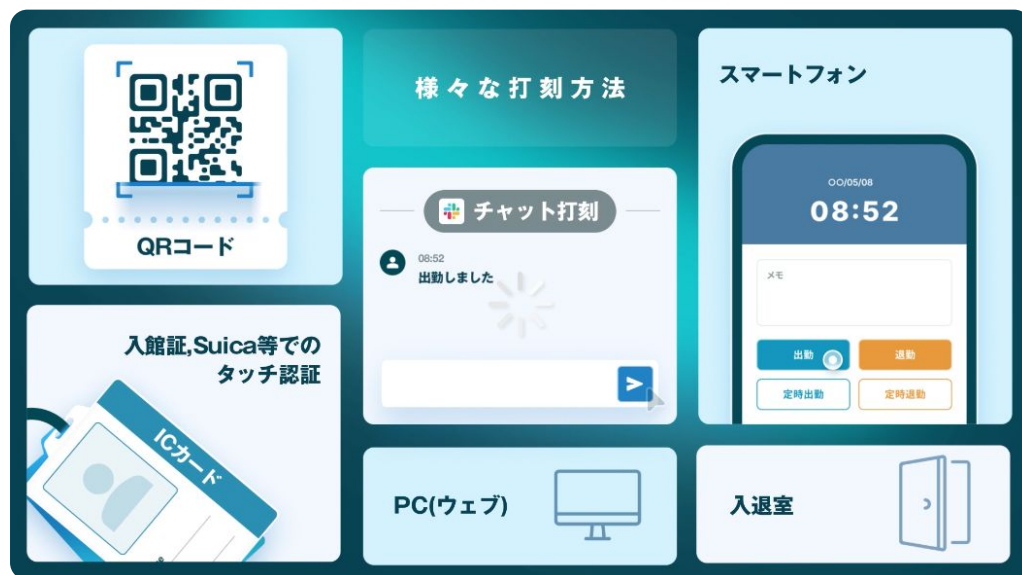 QRコード
様々な打刻方法
スマートフォン
〇〇/05/08
08:52
メモ
出勤
退勤
定時出勤
定時退勤
チャット打刻
08:52
出勤しました
入館証,Suica等での
タッチ認証
ICカード
PC(ウェブ)
入退室